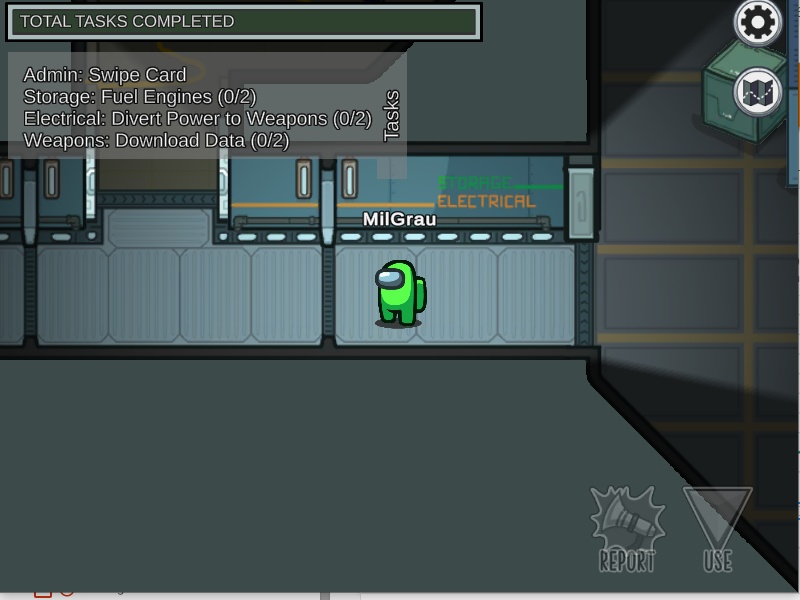 TOTAL TASKS COMPLETED
Admin: Swipe Card
Storage: Fuel Engines (0/2)
Electrical: Divert Power to Weapons (0/2)
Weapons: Download Data (0/2)
Tasks
STORAGE
ELECTRICAL
MilGrau
REPORT
USE